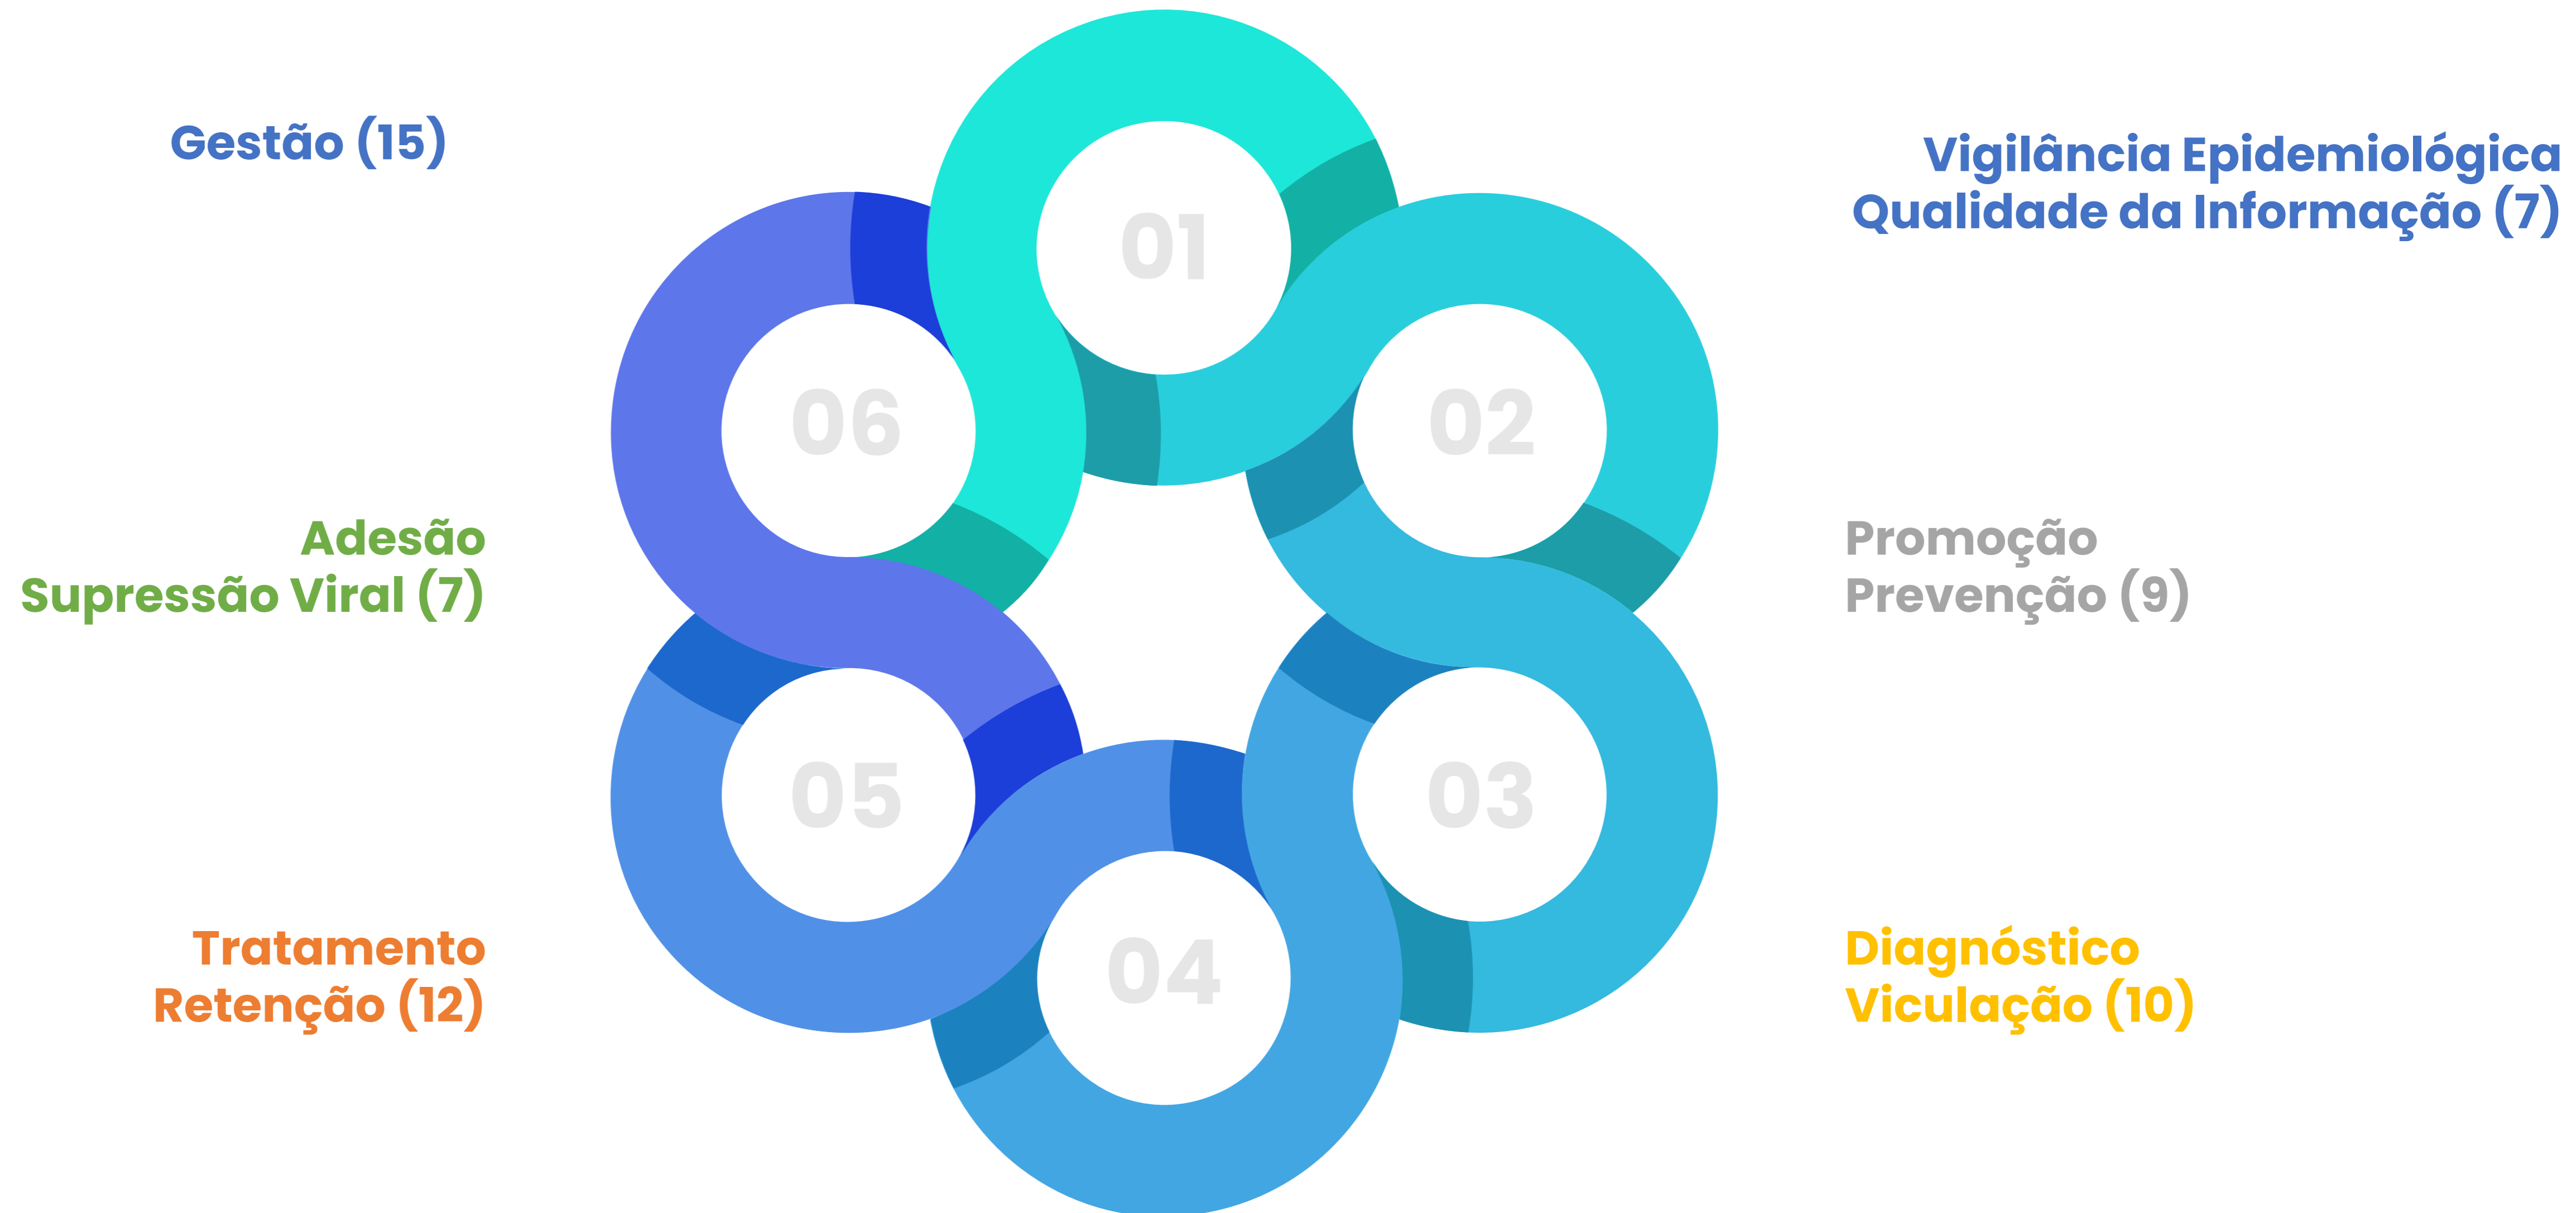 Gestão (15)
Vigilância Epidemiológica
Qualidade da Informação (7)
01
06
02
Adesão
Supressão Viral (7)
Promoção
Prevenção (9)
05
03
Tratamento
Retenção (12)
04
Diagnóstico
Viculação (10)